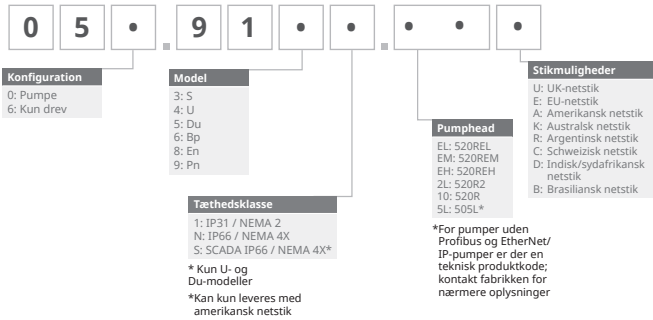 0 5 • . 9 1 • • . • • •
Konfiguration
0: Pumpe
6: Kun drev
Model
3: S
4: U
5: Du
6: Bp
8: En
9: Pn
Tæthedsklasse
1: IP31 / NEMA 2
N: IP66 / NEMA 4X
S: SCADA IP66 / NEMA 4X*
* Kun U- og
Du-modeller
*Kan kun leveres med
amerikansk netstik
Pumphead
EL: 520REL
EM: 520REM
EH: 520REH
2L: 520R2
10: 520R
5L: 505L*
*For pumper uden
Profibus og EtherNet/
IP-pumper er der en
teknisk produktkode;
kontakt fabrikken for
nærmere oplysninger
Stikmuligheder
U: UK-netstik
E: EU-netstik
A: Amerikansk netstik
K: Australsk netstik
R: Argentinsk netstik
C: Schweizisk netstik
D: Indisk/sydafrikansk
netstik
B: Brasiliansk netstik